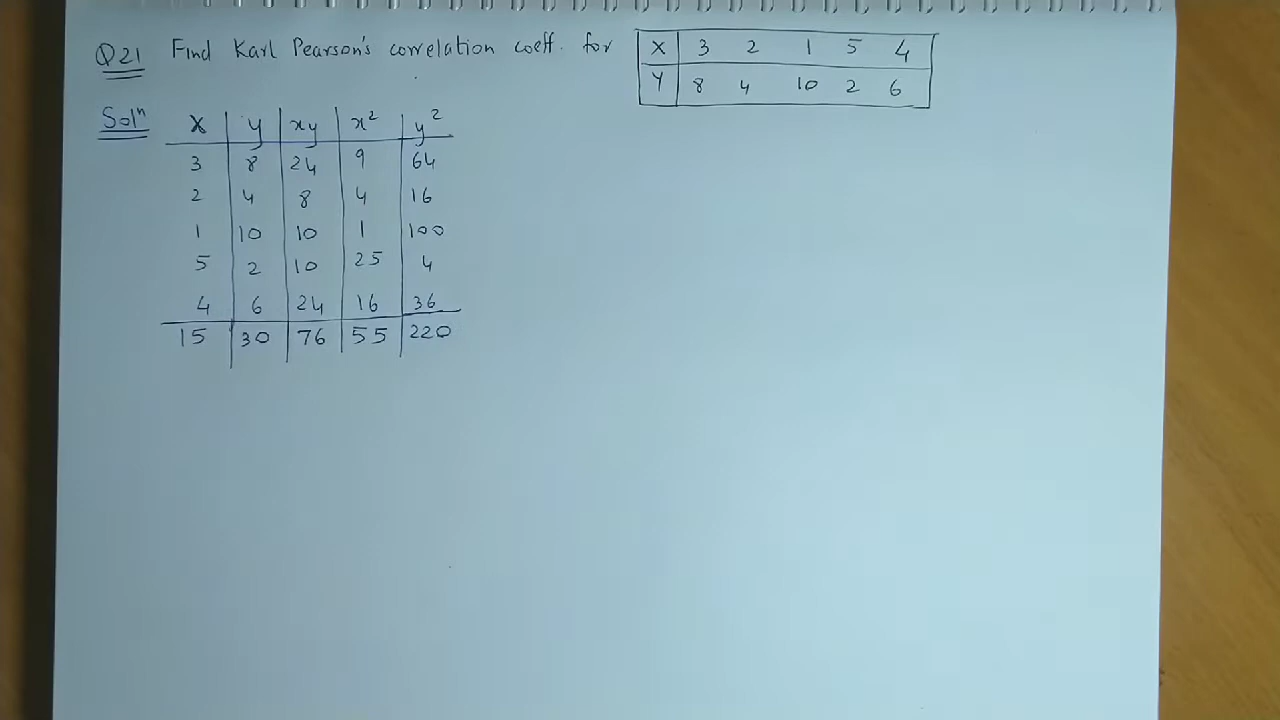 Q21 Find Karl Pearson's correlation coeff. for
X 3 2 1 5 4
Y 8 4 10 2 6
Solⁿ
X y xy x² y²
3 8 24 9 64
2 4 8 4 16
1 10 10 1 100
5 2 10 25 4
4 6 24 16 36
15 30 76 55 220